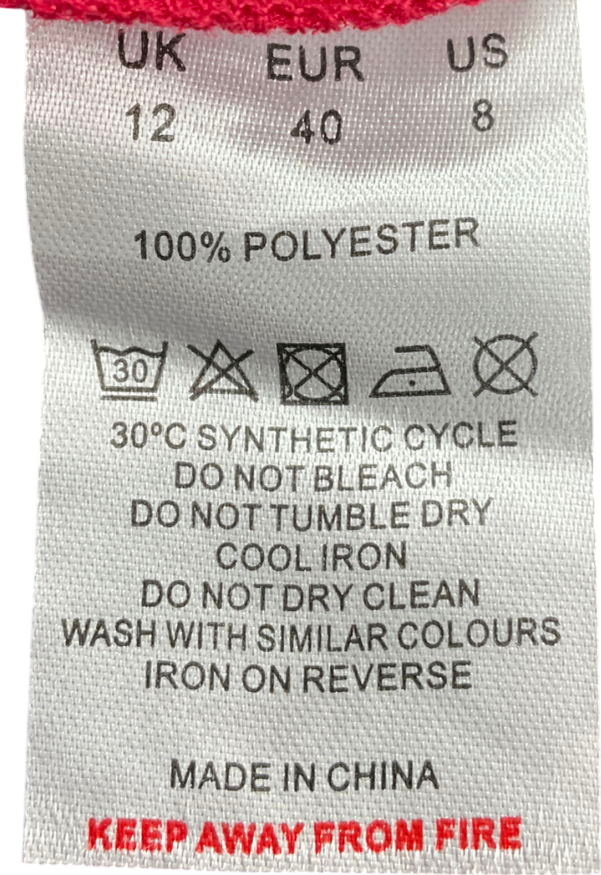 UK EUR US
12 40 8
100% POLYESTER
30
30°C SYNTHETIC CYCLE
DO NOT BLEACH
DO NOT TUMBLE DRY
COOL IRON
DO NOT DRY CLEAN
WASH WITH SIMILAR COLOURS
IRON ON REVERSE
MADE IN CHINA
KEEP AWAY FROM FIRE